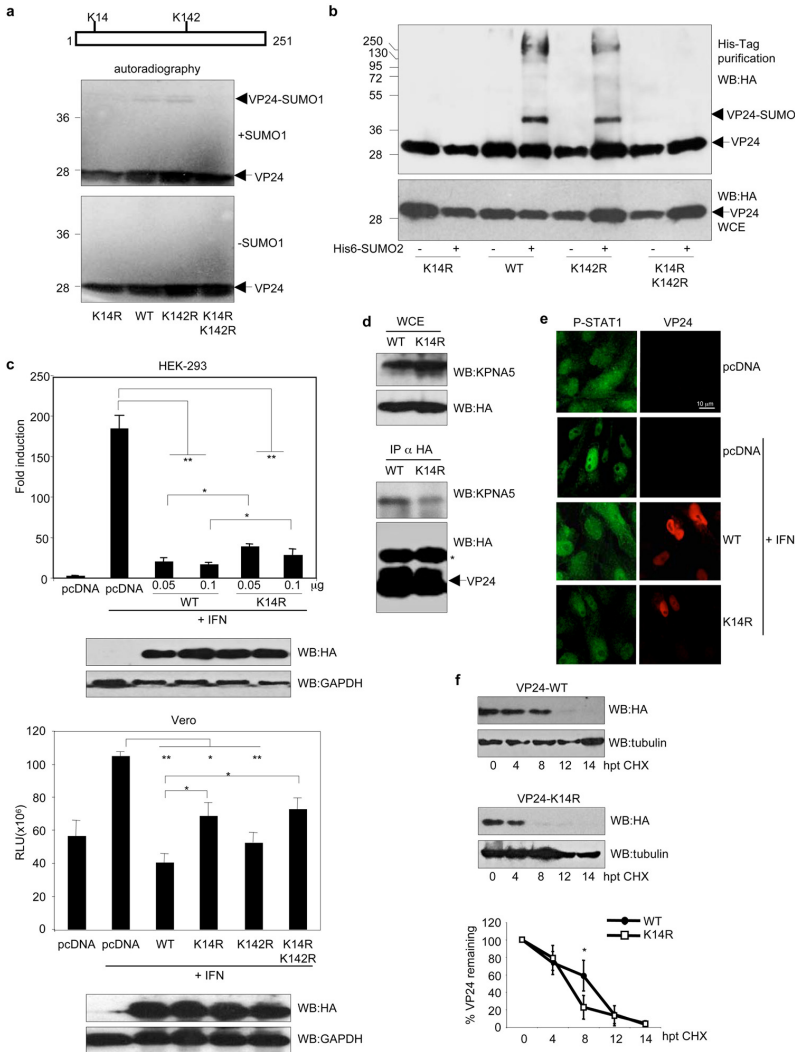 a
K14 K142
1 251
autoradiography
VP24-SUMO1
36
+SUMO1
28
VP24
36
-SUMO1
28
VP24
K14R WT K142R K14R
K142R
b
250
130
95
72
55
36
28
His-Tag
purification
WB:HA
VP24-SUMO
VP24
WB:HA
VP24
WCE
28
His6-SUMO2 - + - + - + - +
K14R WT K142R K14R
K142R
c
HEK-293
Fold induction
250
200
150
100
50
0
** **
*
*
pcDNA pcDNA 0.05 0.1 0.05 0.1 μg
WT K14R
+ IFN
WB:HA
WB:GAPDH
Vero
RLU(x10⁶)
120
100
80
60
40
20
0
** * **
*
*
pcDNA pcDNA WT K14R K142R K14R
K142R
+ IFN
WB:HA
WB:GAPDH
d
WCE
WT K14R
WB:KPNA5
WB:HA
IP α HA
WT K14R
WB:KPNA5
WB:HA
*
VP24
e
P-STAT1 VP24
pcDNA
10 μm
pcDNA
WT
+ IFN
K14R
f
VP24-WT
WB:HA
WB:tubulin
0 4 8 12 14 hpt CHX
VP24-K14R
WB:HA
WB:tubulin
0 4 8 12 14 hpt CHX
% VP24 remaining
120
100
80
60
40
20
0
WT
K14R
*
0 4 8 12 14 hpt CHX